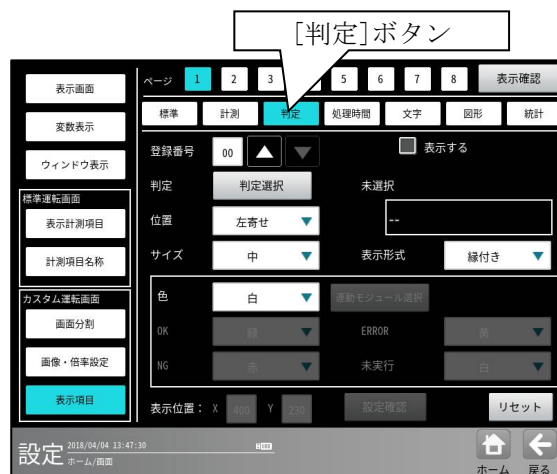 [判定]ボタン
表示画面
変数表示
ウィンドウ表示
標準運転画面
表示計測項目
計測項目名称
カスタム運転画面
画面分割
画像・倍率設定
表示項目
ページ 1 2 3 5 6 7 8 表示確認
標準 計測 判定 処理時間 文字 図形 統計
登録番号 00 表示する
判定 判定選択 未選択
位置 左寄せ --
サイズ 中 表示形式 縁付き
色 白 連動モジュール選択
OK 緑 ERROR 黄
NG 赤 未実行 白
表示位置: X 400 Y 230 設定確認 リセット
設定 2018/04/04 13:47:30
ホーム/画面
ホーム 戻る